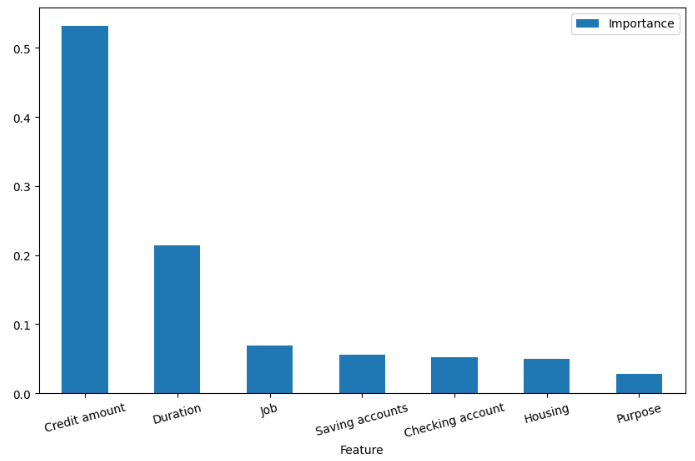 Importance
0.5
0.4
0.3
0.2
0.1
0.0
Credit amount
Duration
Job
Saving accounts
Checking account
Housing
Purpose
Feature